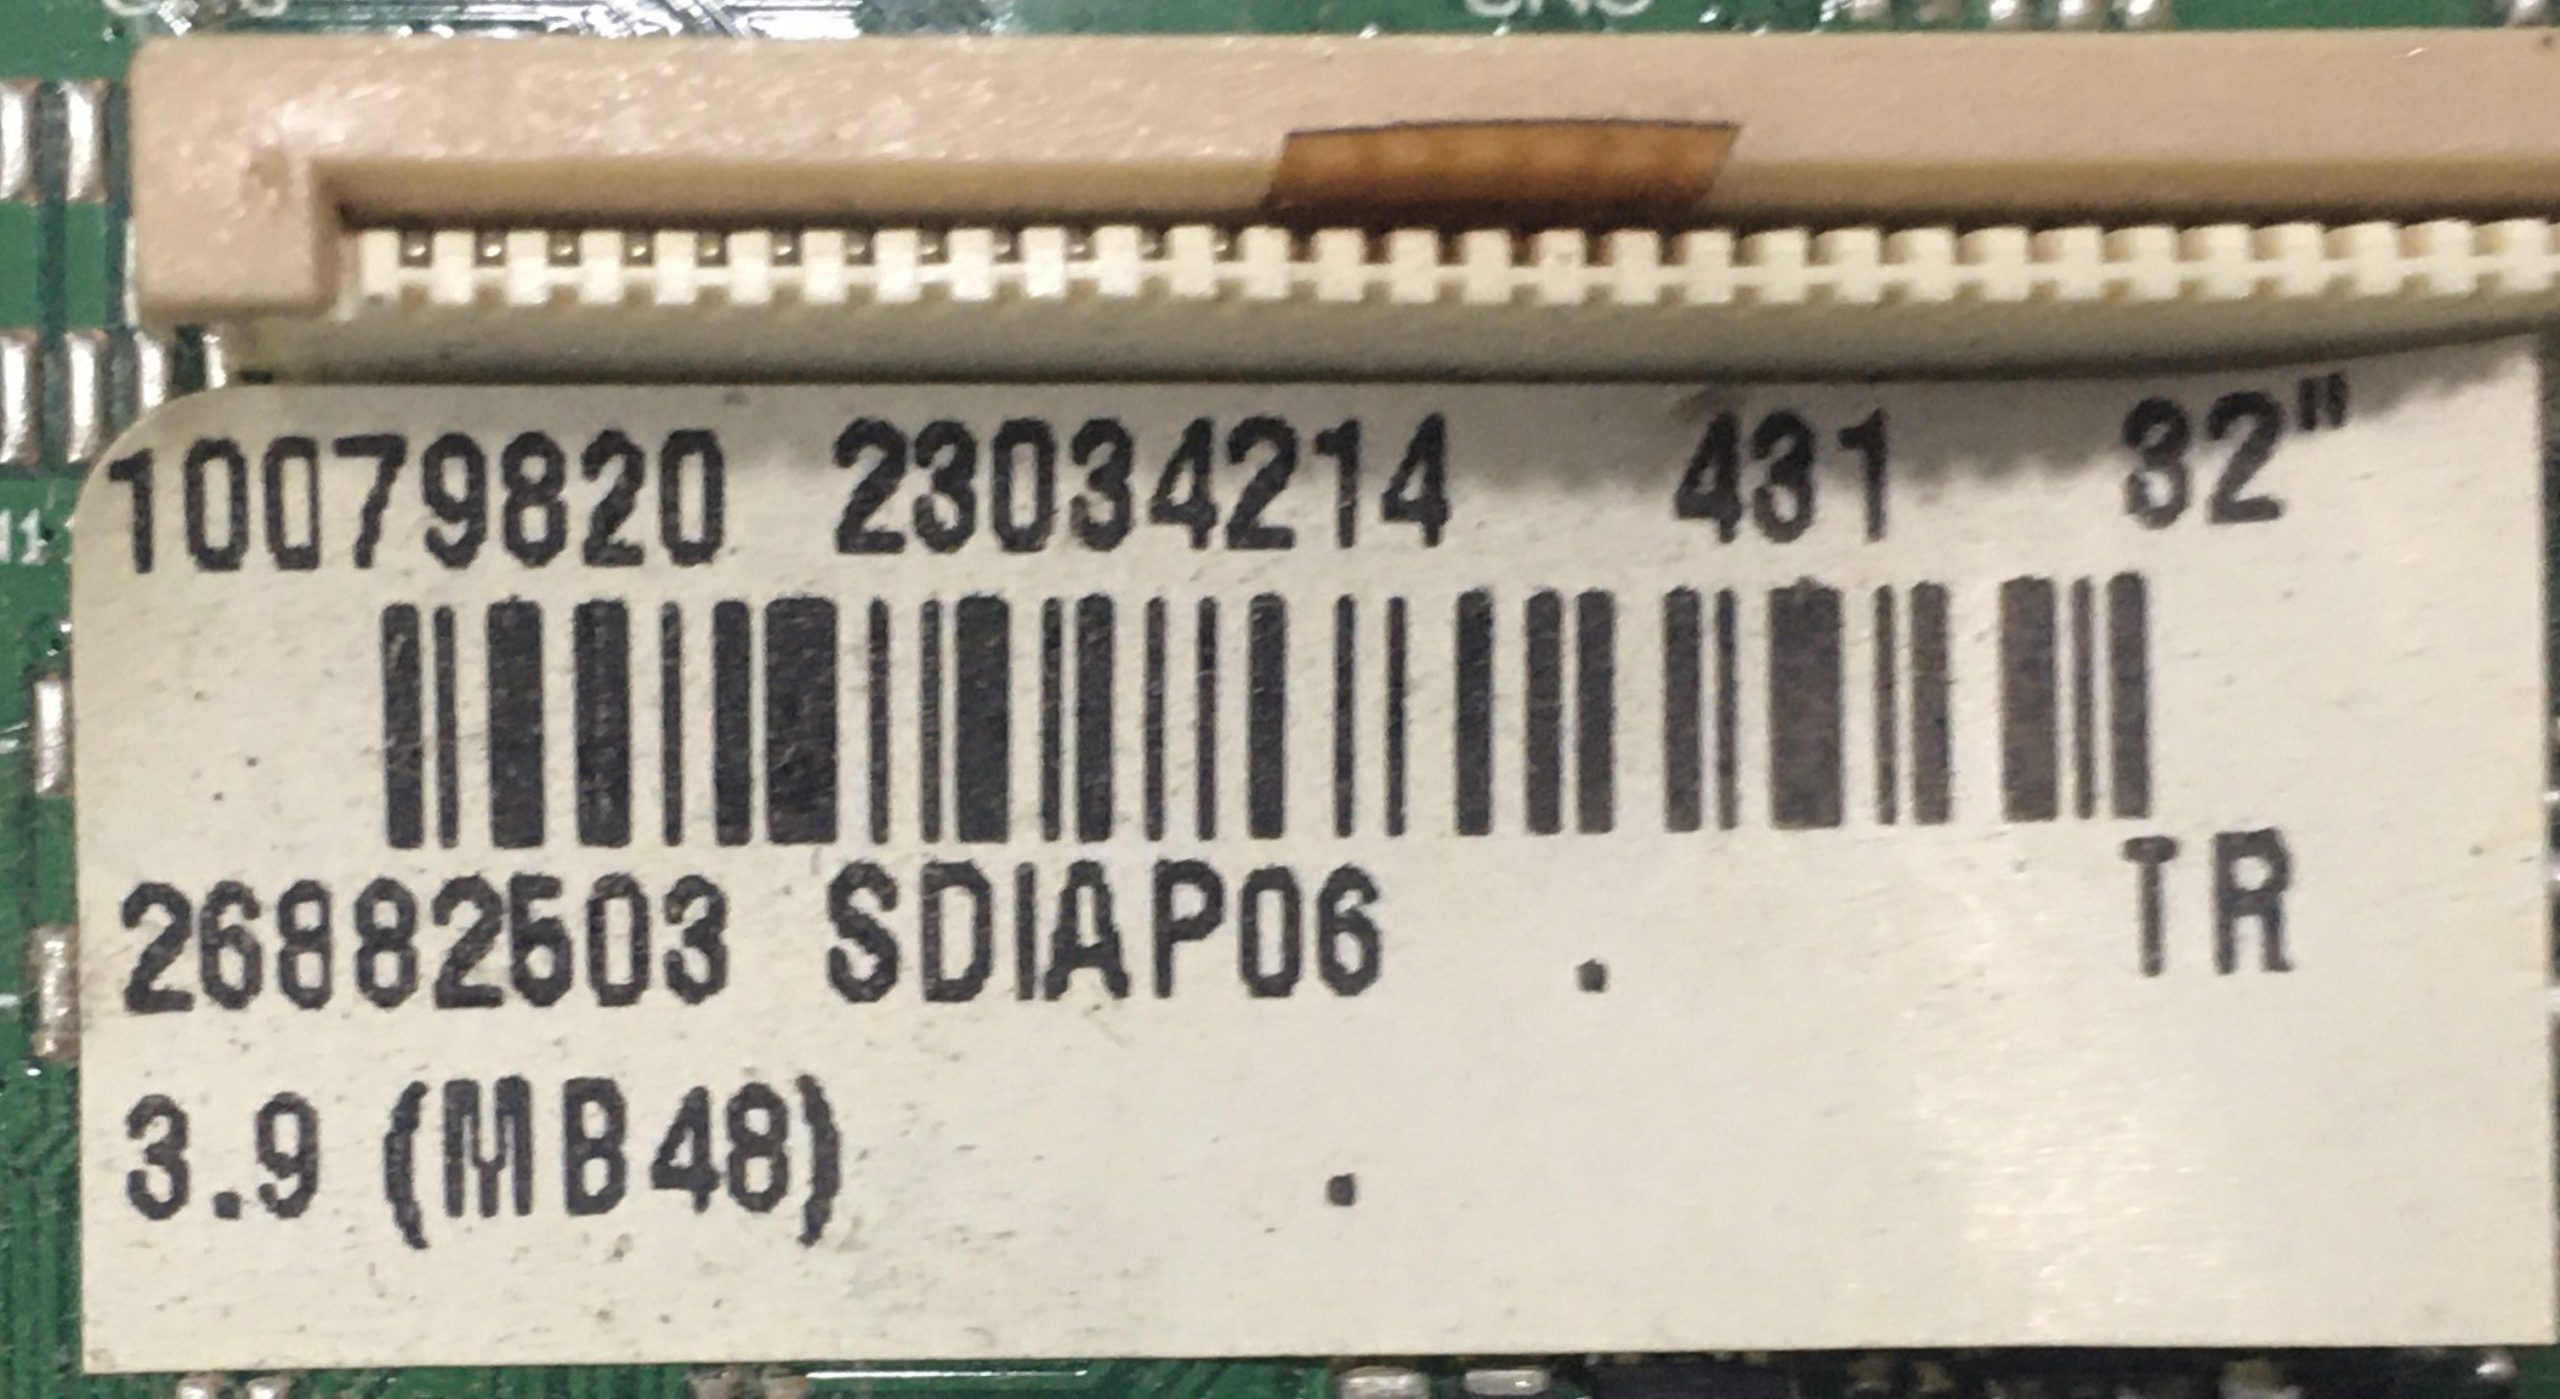 10079820 23034214 431 32"
26882503 SDIAP06 . TR
3.9 (MB48) .